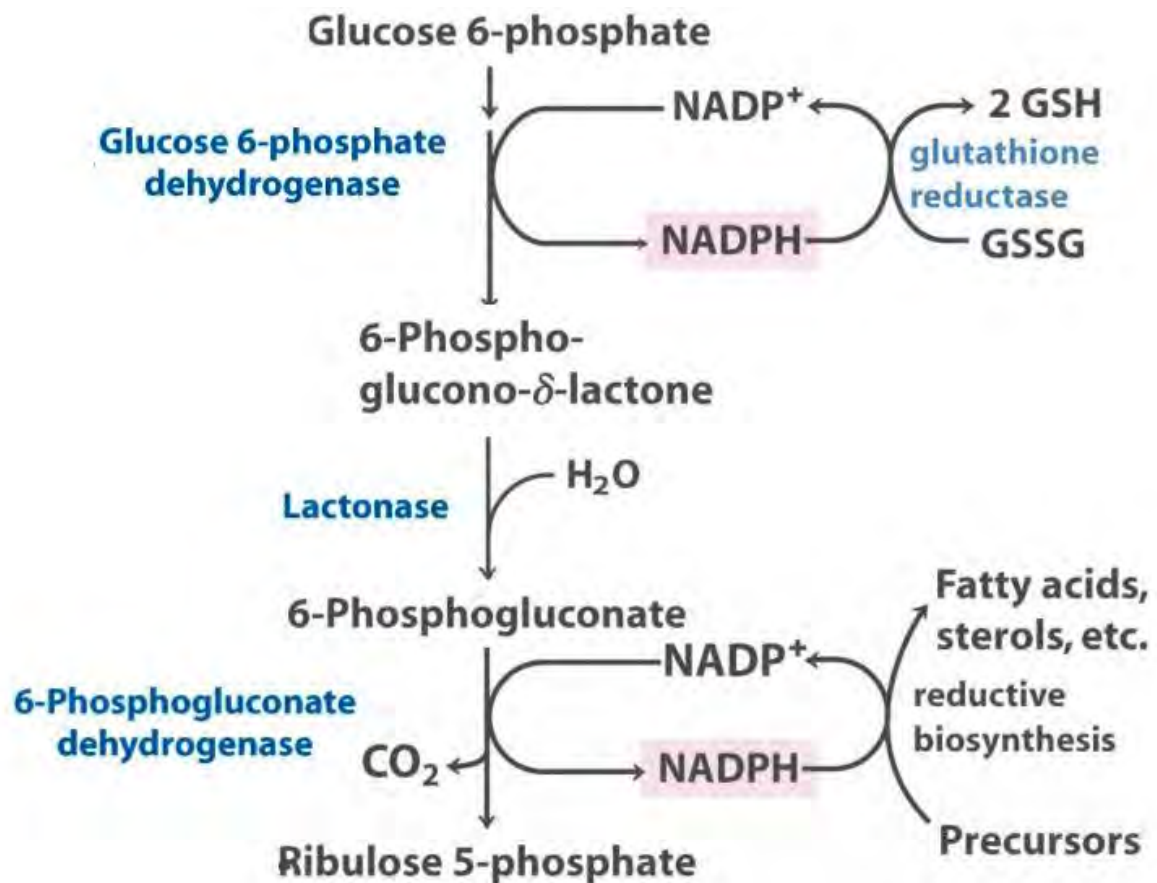 Glucose 6-phosphate
NADP⁺
2 GSH
Glucose 6-phosphate
dehydrogenase
glutathione
reductase
NADPH
GSSG
6-Phospho-
glucono-δ-lactone
H₂O
Lactonase
6-Phosphogluconate
Fatty acids,
sterols, etc.
NADP⁺
6-Phosphogluconate
dehydrogenase
reductive
biosynthesis
CO₂
NADPH
Precursors
Ribulose 5-phosphate